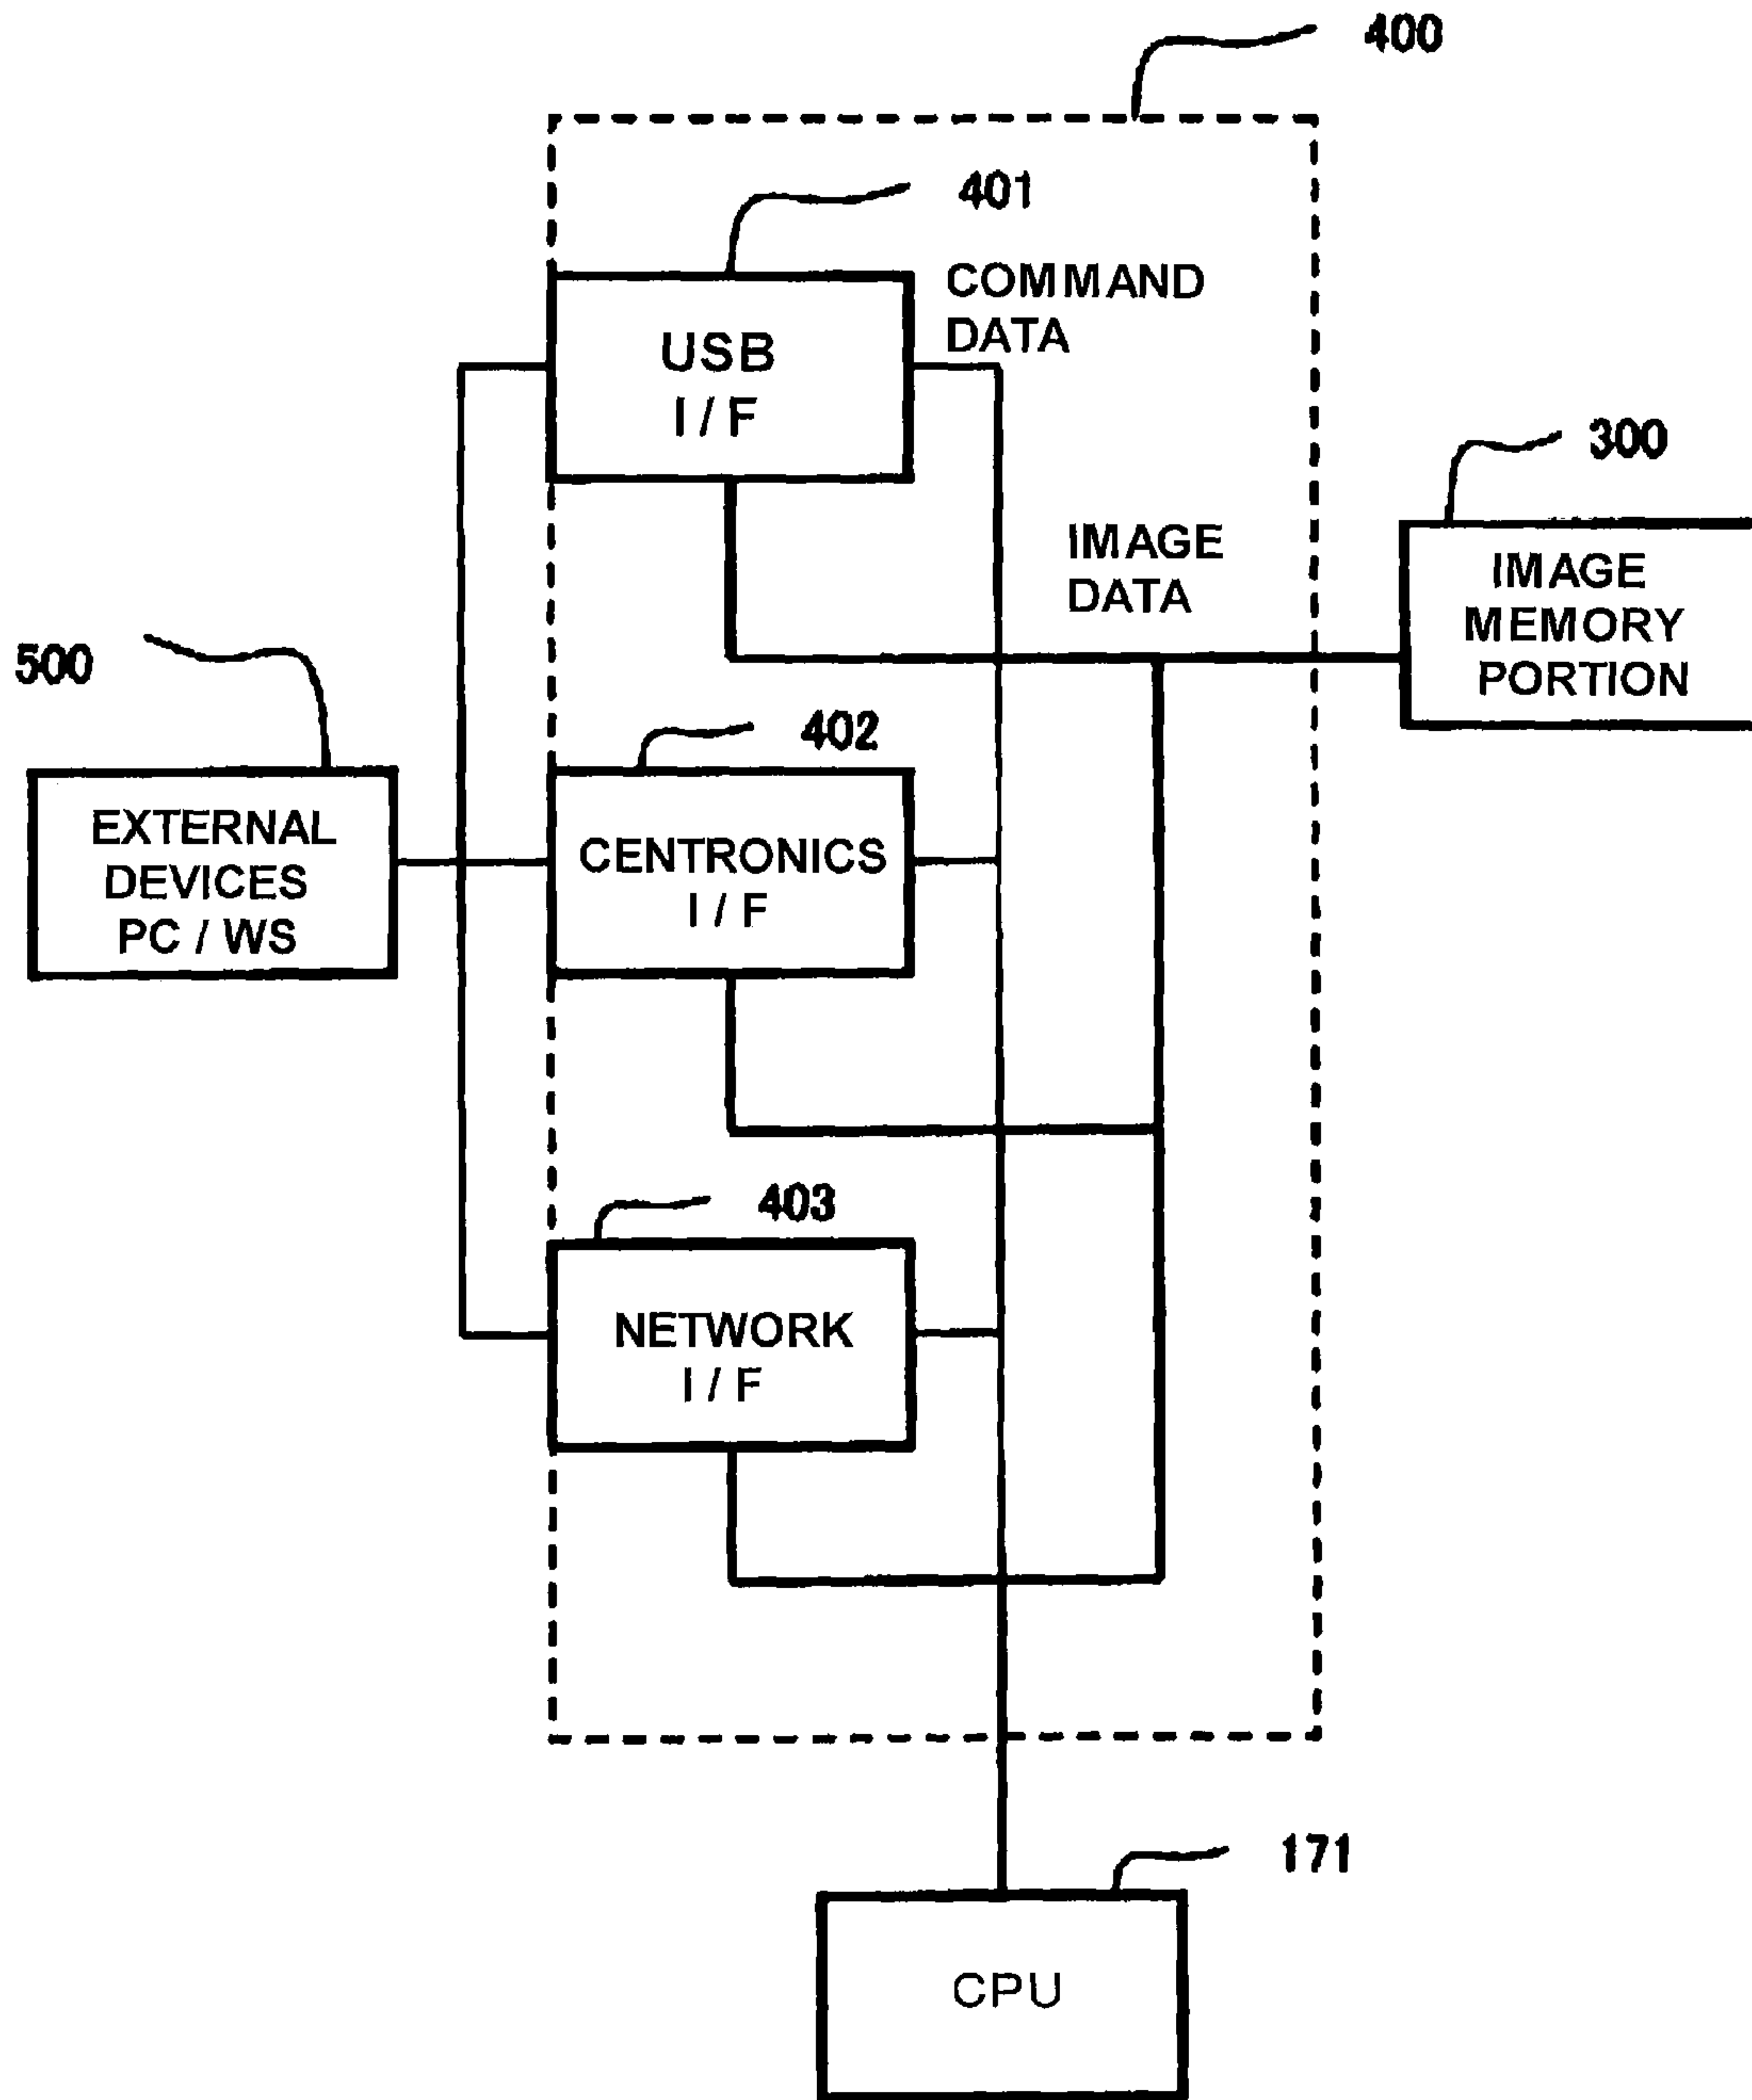 400
401
COMMAND
DATA
USB
I / F
300
IMAGE
DATA
IMAGE
MEMORY
PORTION
500
402
EXTERNAL
DEVICES
PC / WS
CENTRONICS
I / F
403
NETWORK
I / F
171
CPU